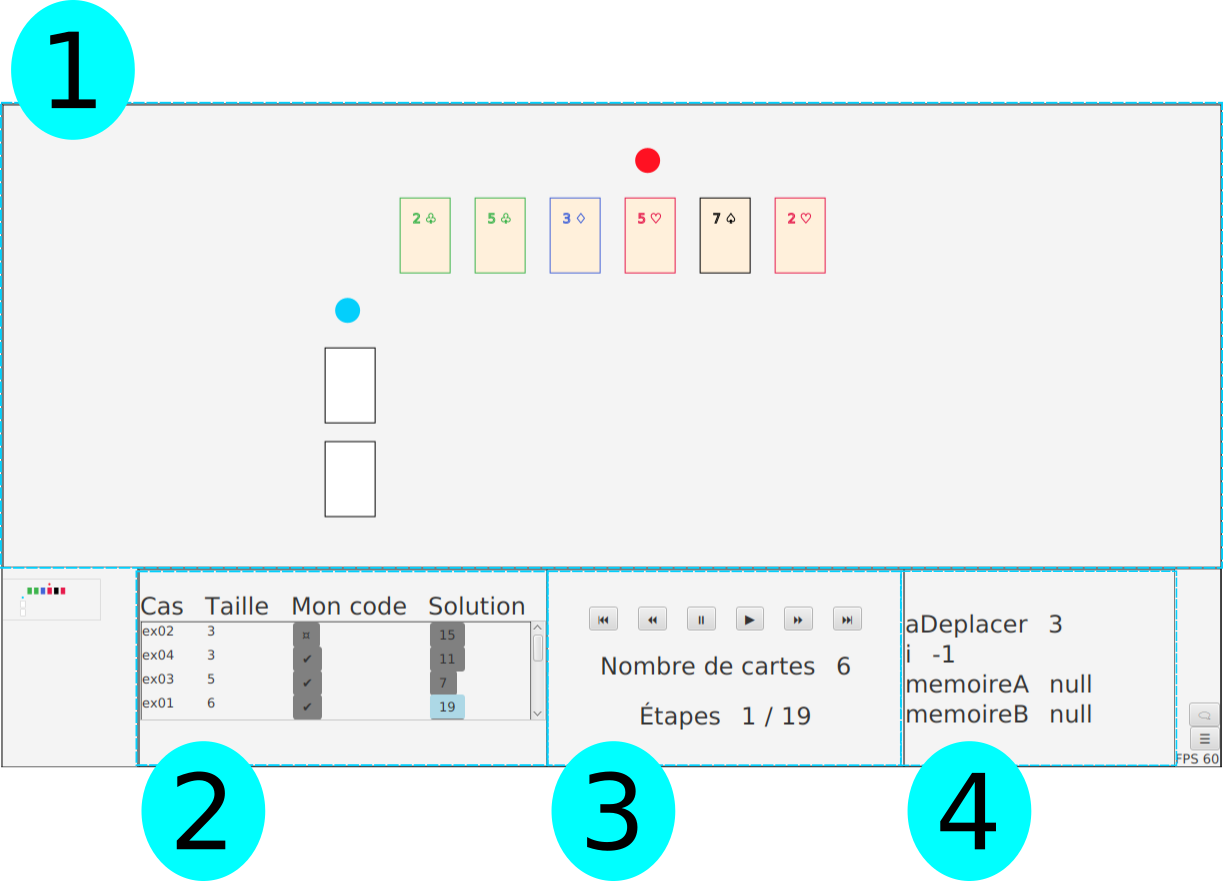 1
2♧ 5♧ 3♢ 5♡ 7♤ 2♡
Cas Taille Mon code Solution
ex02 3 ¤ 15
ex04 3 ✔ 11
ex03 5 ✔ 7
ex01 6 ✔ 19
Nombre de cartes 6
Étapes 1 / 19
aDeplacer 3
i -1
memoireA null
memoireB null
FPS 60
2
3
4